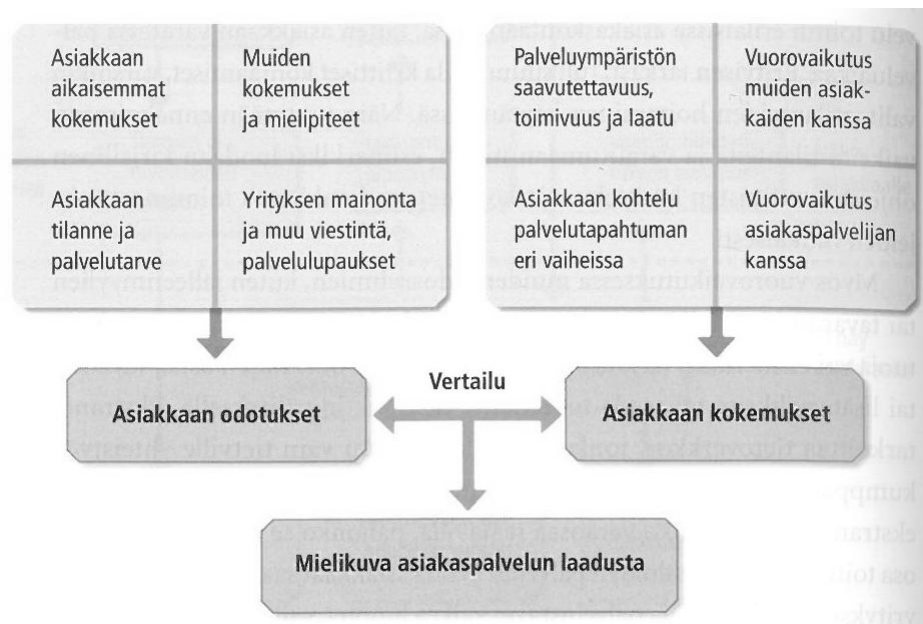 Asiakkaan
aikaisemmat
kokemukset
Muiden
kokemukset
ja mielipiteet
Asiakkaan
tilanne ja
palvelutarve
Yrityksen mainonta
ja muu viestintä,
palvelulupaukset
Palveluympäristön
saavutettavuus,
toimivuus ja laatu
Vuorovaikutus
muiden asiak-
kaiden kanssa
Asiakkaan kohtelu
palvelutapahtuman
eri vaiheissa
Vuorovaikutus
asiakaspalvelijan
kanssa
Asiakkaan odotukset
Vertailu
Asiakkaan kokemukset
Mielikuva asiakaspalvelun laadusta